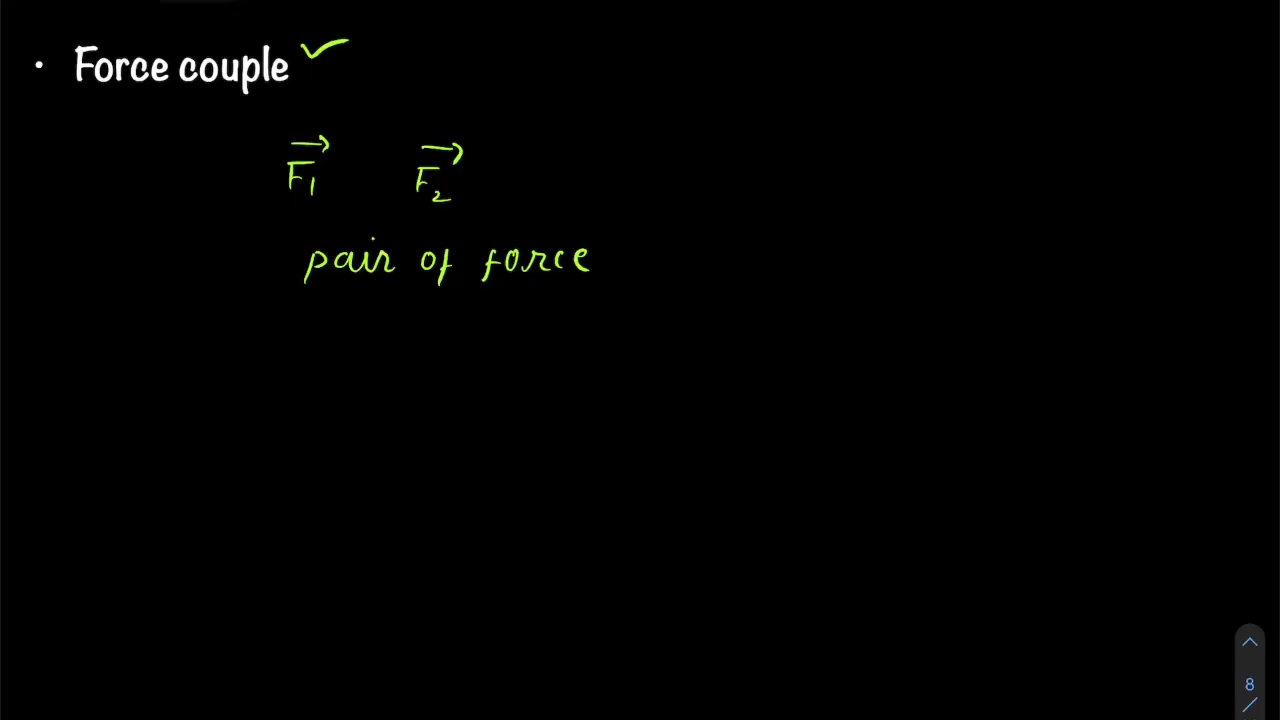 • Force couple ✓
F₁ F₂
pair of force
8
/